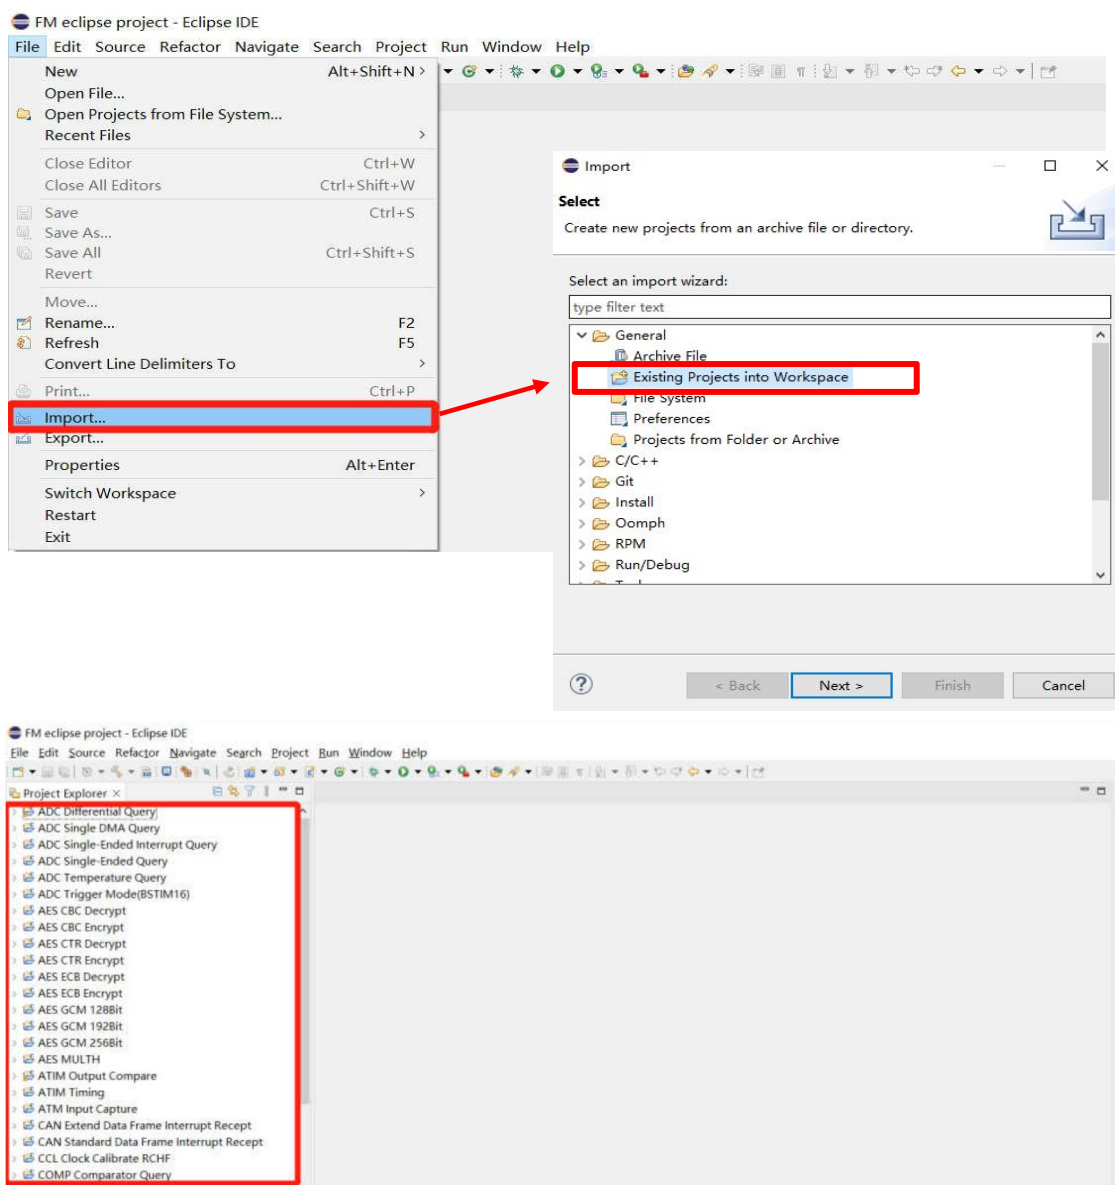 FM eclipse project - Eclipse IDE
File Edit Source Refactor Navigate Search Project Run Window Help
New Alt+Shift+N >
Open File...
Open Projects from File System...
Recent Files >
Close Editor Ctrl+W
Close All Editors Ctrl+Shift+W
Save Ctrl+S
Save As...
Save All Ctrl+Shift+S
Revert
Move...
Rename... F2
Refresh F5
Convert Line Delimiters To >
Print... Ctrl+P
Import...
Export...
Properties Alt+Enter
Switch Workspace >
Restart
Exit
Import
Select
Create new projects from an archive file or directory.
Select an import wizard:
type filter text
General
Archive File
Existing Projects into Workspace
File System
Preferences
Projects from Folder or Archive
C/C++
Git
Install
Oomph
RPM
Run/Debug
< Back Next > Finish Cancel
FM eclipse project - Eclipse IDE
File Edit Source Refactor Navigate Search Project Run Window Help
Project Explorer ×
ADC Differential Query
ADC Single DMA Query
ADC Single-Ended Interrupt Query
ADC Single-Ended Query
ADC Temperature Query
ADC Trigger Mode(BSTIM16)
AES CBC Decrypt
AES CBC Encrypt
AES CTR Decrypt
AES CTR Encrypt
AES ECB Decrypt
AES ECB Encrypt
AES GCM 128Bit
AES GCM 192Bit
AES GCM 256Bit
AES MULTH
ATIM Output Compare
ATIM Timing
ATM Input Capture
CAN Extend Data Frame Interrupt Recept
CAN Standard Data Frame Interrupt Recept
CCL Clock Calibrate RCHF
COMP Comparator Query